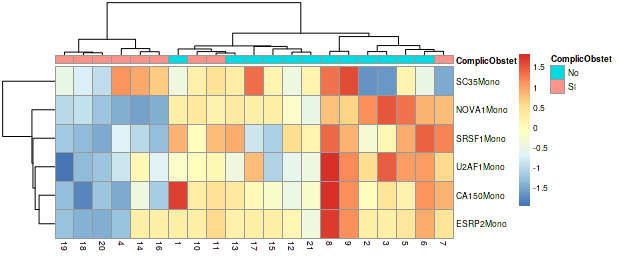 ComplicObstet
ComplicObstet
SC35Mono
1.5
No
1
SI
NOVA1Mono
0.5
SRSF1Mono
0
-0.5
U2AF1Mono
-1
CA150Mono
-1.5
ESRP2Mono
19 18 20 4 14 16 1 10 11 13 17 15 12 21 8 9 2 3 5 6 7